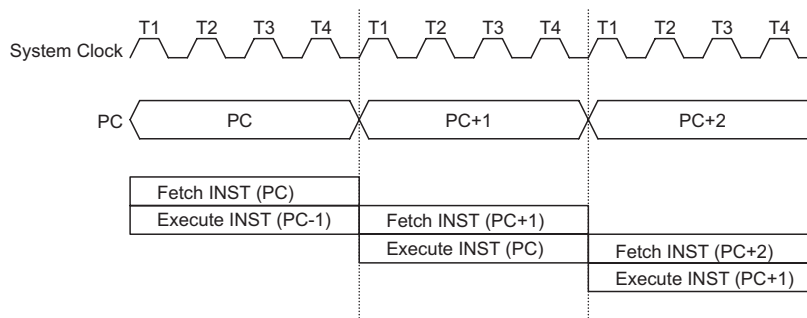 T1 T2 T3 T4 T1 T2 T3 T4 T1 T2 T3 T4
System Clock
PC PC PC+1 PC+2
Fetch INST (PC)
Execute INST (PC-1) Fetch INST (PC+1)
Execute INST (PC) Fetch INST (PC+2)
Execute INST (PC+1)